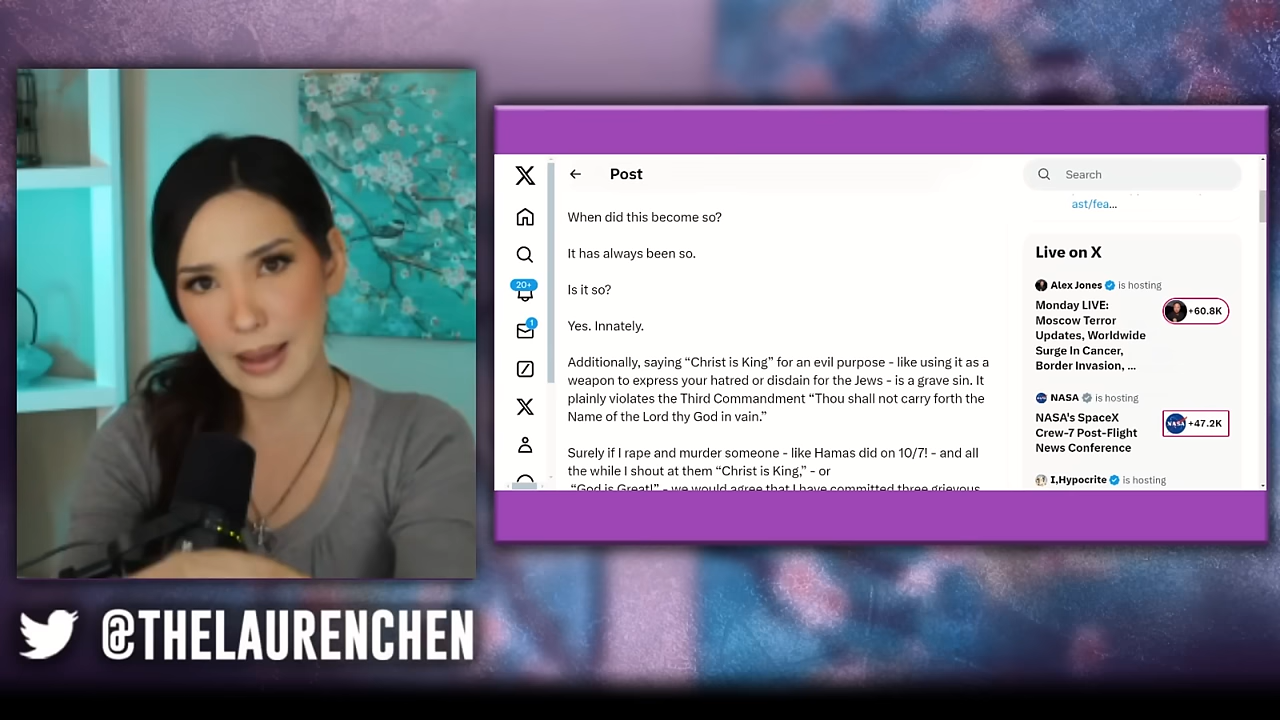 Post
When did this become so?
It has always been so.
Is it so?
Yes. Innately.
Additionally, saying “Christ is King” for an evil purpose - like using it as a
weapon to express your hatred or disdain for the Jews - is a grave sin. It
plainly violates the Third Commandment “Thou shall not carry forth the
Name of the Lord thy God in vain.”
Surely if I rape and murder someone - like Hamas did on 10/7! - and all
the while I shout at them “Christ is King,” - or
“God is Great!” - we would agree that I have committed three grievous
20+
1
Search
ast/fea...
Live on X
Alex Jones is hosting
Monday LIVE:
Moscow Terror
Updates, Worldwide
Surge In Cancer,
Border Invasion, ...
+60.8K
NASA is hosting
NASA's SpaceX
Crew-7 Post-Flight
News Conference
NASA
+47.2K
I,Hypocrite is hosting
@THELAURENCHEN